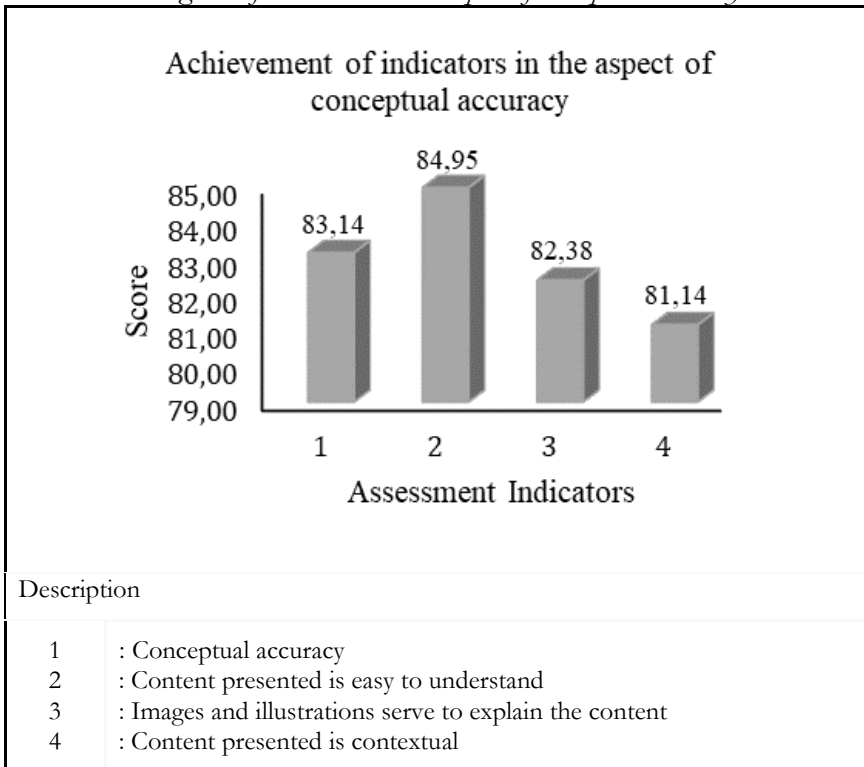 Achievement of indicators in the aspect of
conceptual accuracy
84,95
85,00
84,00
83,14
83,00
82,38
82,00
81,14
81,00
80,00
79,00
Score
1 2 3 4
Assessment Indicators
Description
1 : Conceptual accuracy
2 : Content presented is easy to understand
3 : Images and illustrations serve to explain the content
4 : Content presented is contextual